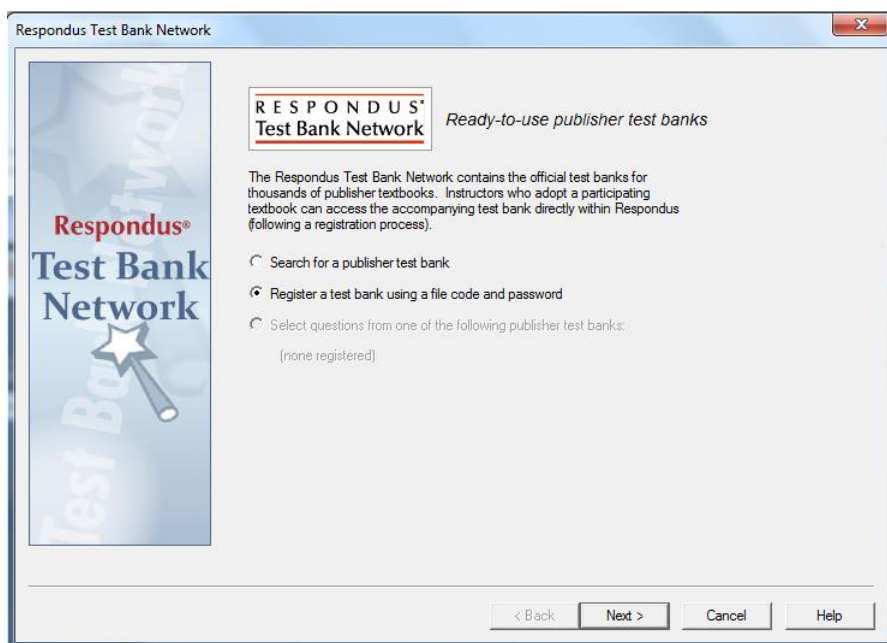 Respondus Test Bank Network
RESPONDUS®
Test Bank Network
Ready-to-use publisher test banks
The Respondus Test Bank Network contains the official test banks for
thousands of publisher textbooks. Instructors who adopt a participating
textbook can access the accompanying test bank directly within Respondus
(following a registration process).
Respondus®
Test Bank
Network
Search for a publisher test bank
Register a test bank using a file code and password
Select questions from one of the following publisher test banks:
(none registered)
Test Bank Network
< Back
Next >
Cancel
Help